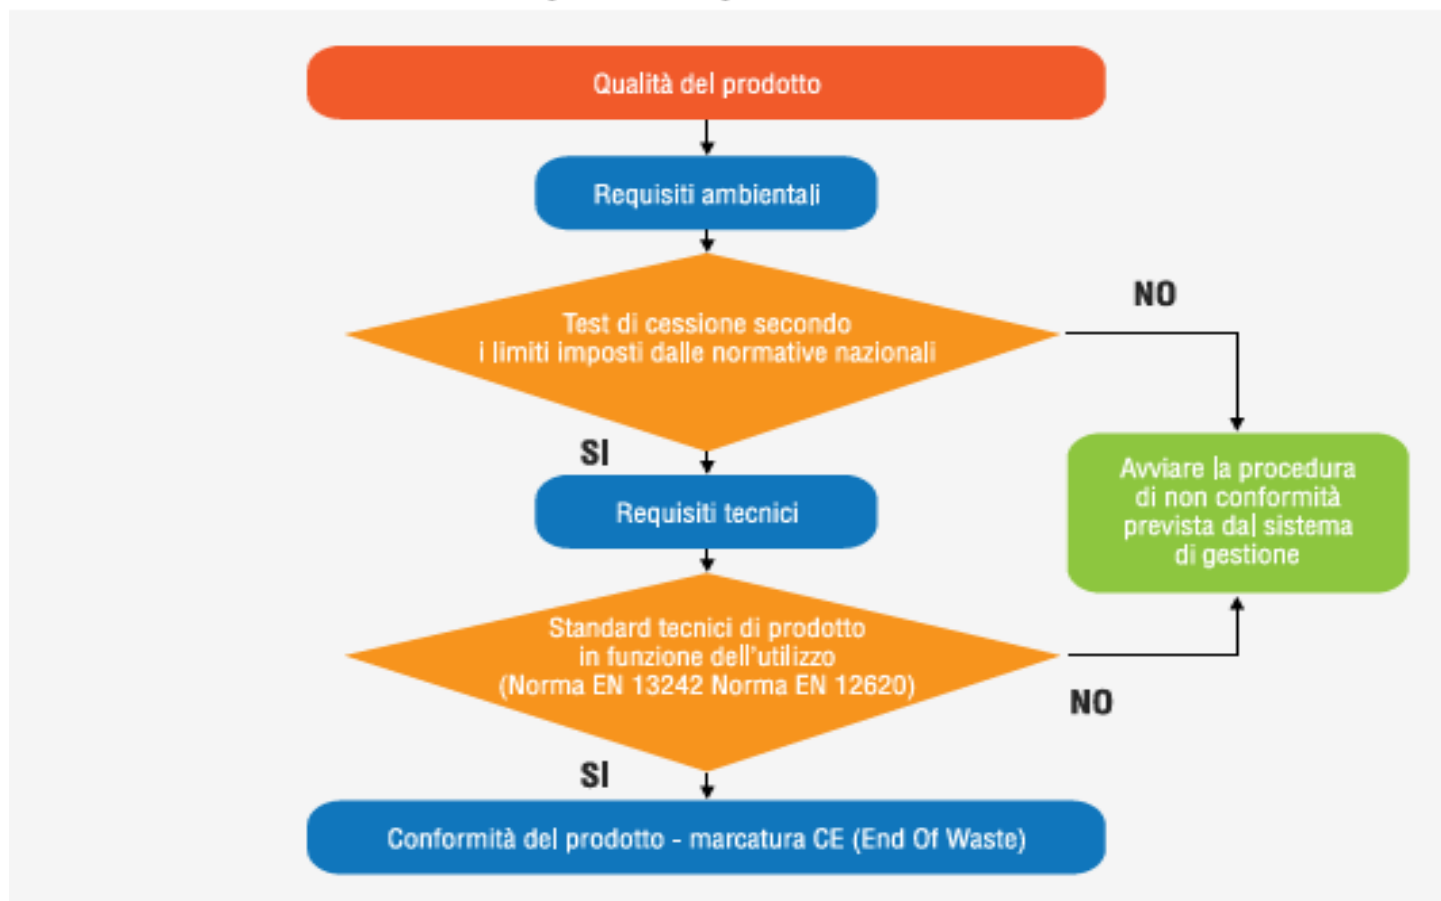 Qualità del prodotto
Requisiti ambientali
NO
Test di cessione secondo
i limiti imposti dalle normative nazionali
SI
Avviare la procedura
di non conformità
prevista dal sistema
di gestione
Requisiti tecnici
Standard tecnici di prodotto
in funzione dell'utilizzo
(Norma EN 13242 Norma EN 12620)
NO
SI
Conformità del prodotto - marcatura CE (End Of Waste)